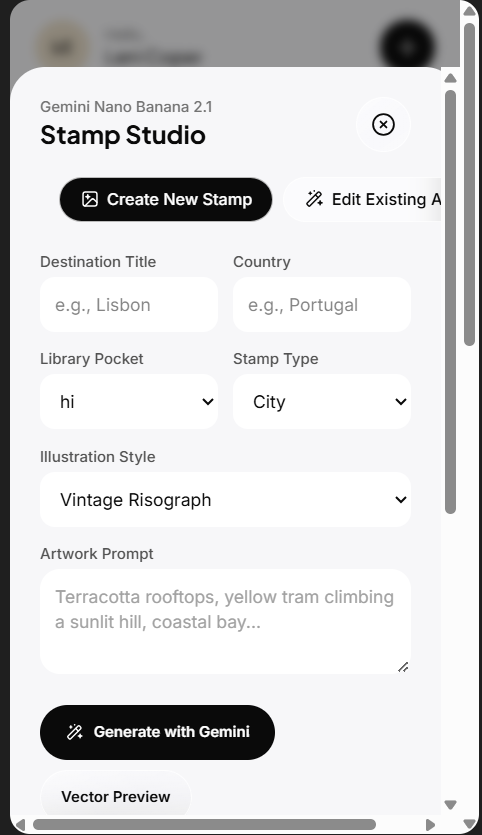 Gemini Nano Banana 2.1
Stamp Studio
Create New Stamp
Edit Existing A
Destination Title
Country
e.g., Lisbon
e.g., Portugal
Library Pocket
Stamp Type
hi
City
Illustration Style
Vintage Risograph
Artwork Prompt
Terracotta rooftops, yellow tram climbing
a sunlit hill, coastal bay...
Generate with Gemini
Vector Preview